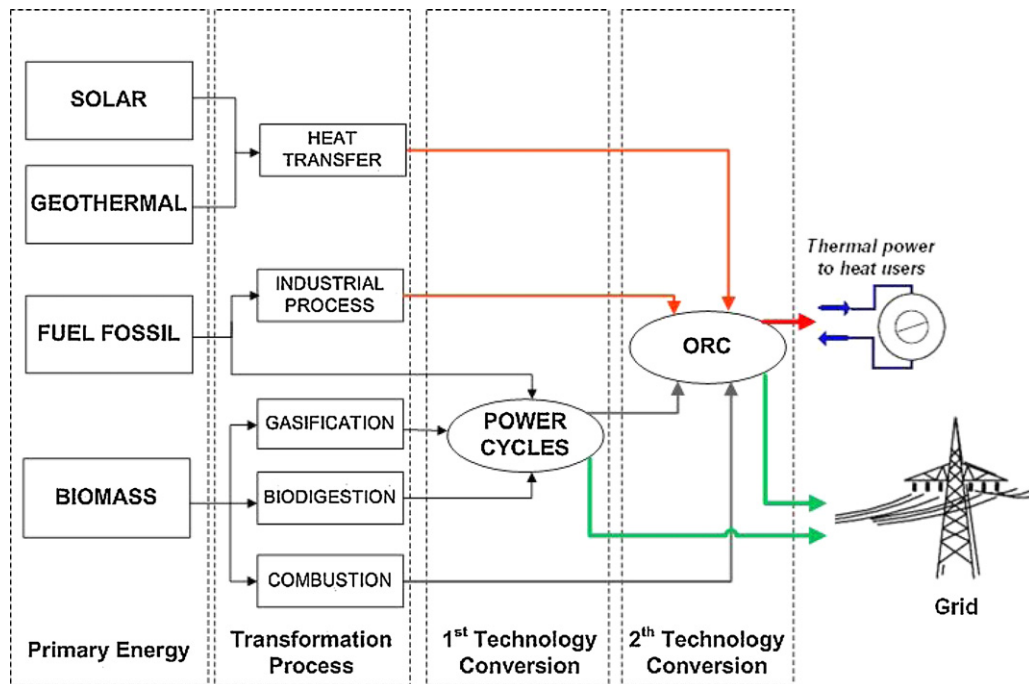 SOLAR
GEOTHERMAL
FUEL FOSSIL
BIOMASS
Primary Energy
HEAT
TRANSFER
INDUSTRIAL
PROCESS
GASIFICATION
BIODIGESTION
COMBUSTION
Transformation
Process
POWER
CYCLES
1st Technology
Conversion
ORC
2th Technology
Conversion
Thermal power
to heat users
Grid